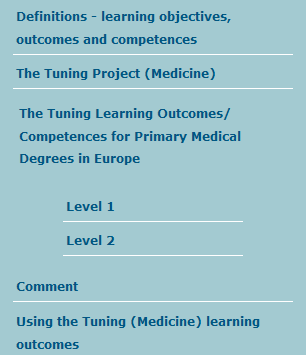 Definitions - learning objectives,
outcomes and competences
The Tuning Project (Medicine)
The Tuning Learning Outcomes/
Competences for Primary Medical
Degrees in Europe
Level 1
Level 2
Comment
Using the Tuning (Medicine) learning
outcomes